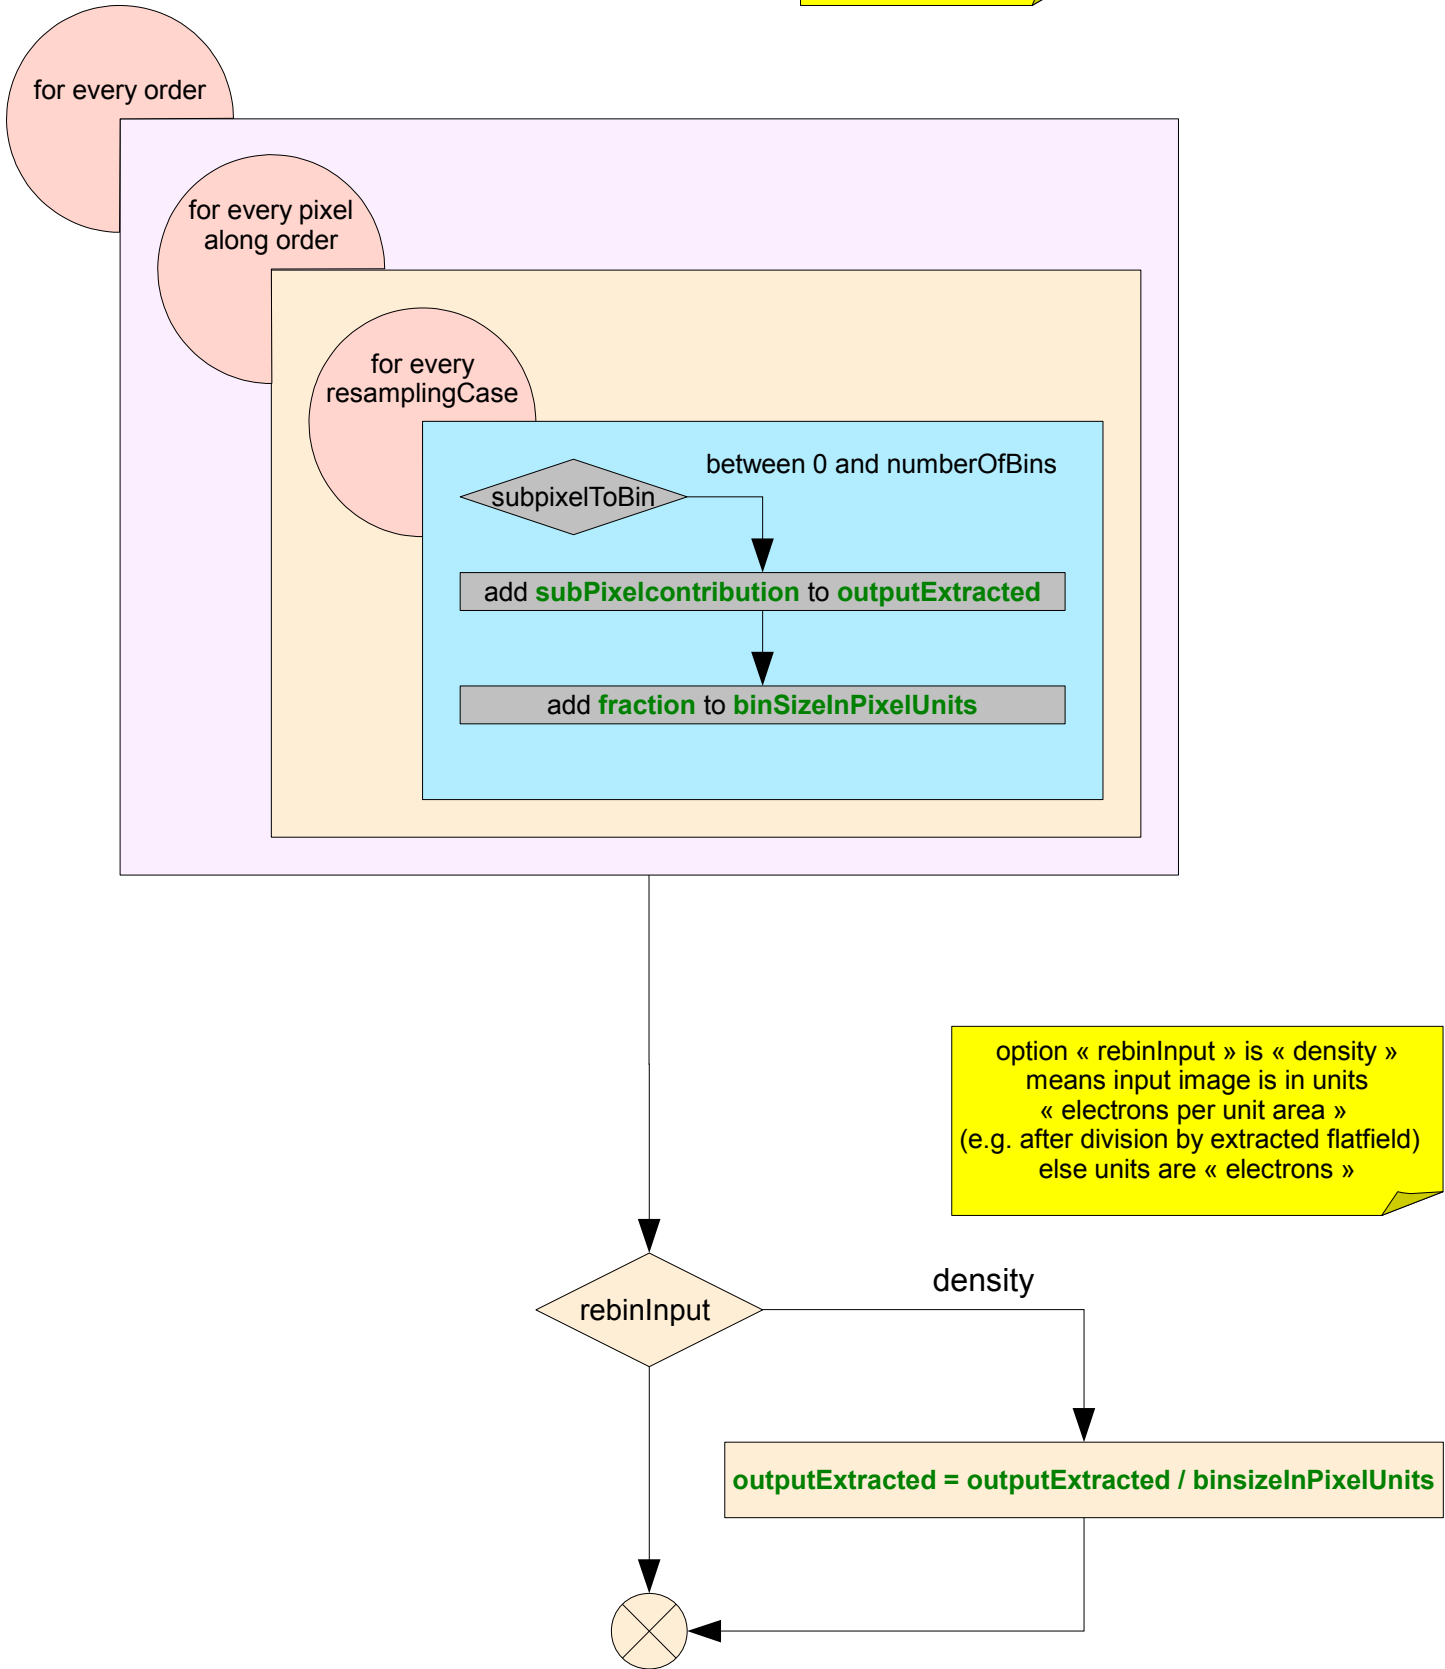 for every order
for every pixel
along order
for every
resamplingCase
between 0 and numberOfBins
subpixelToBin
add subPixelcontribution to outputExtracted
add fraction to binSizeInPixelUnits
option « rebinInput » is « density »
means input image is in units
« electrons per unit area »
(e.g. after division by extracted flatfield)
else units are « electrons »
density
rebinInput
outputExtracted = outputExtracted / binsizeInPixelUnits